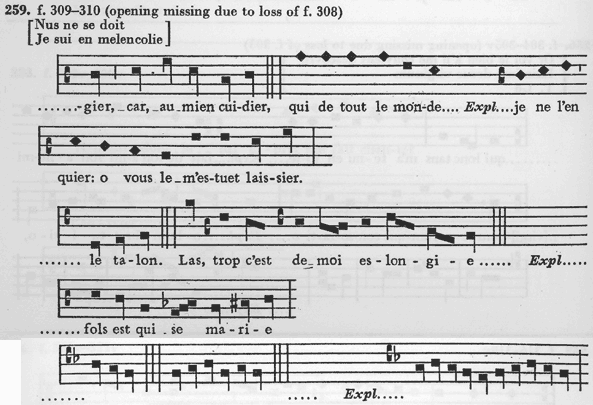 259. f. 309–310 (opening missing due to loss of f. 308)
[Nus ne se doit
Je sui en melencolie]
.......-gier, car, au mien cui-dier, qui de tout le mon-de.... Expl....je ne l'en
quier: o vous le m'es-tuet lais-sier.
....... le ta-lon. Las, trop c'est de moi es-lon-gi-e...... Expl.....
....... fols est qui se ma-ri-e
....... ..... Expl.....